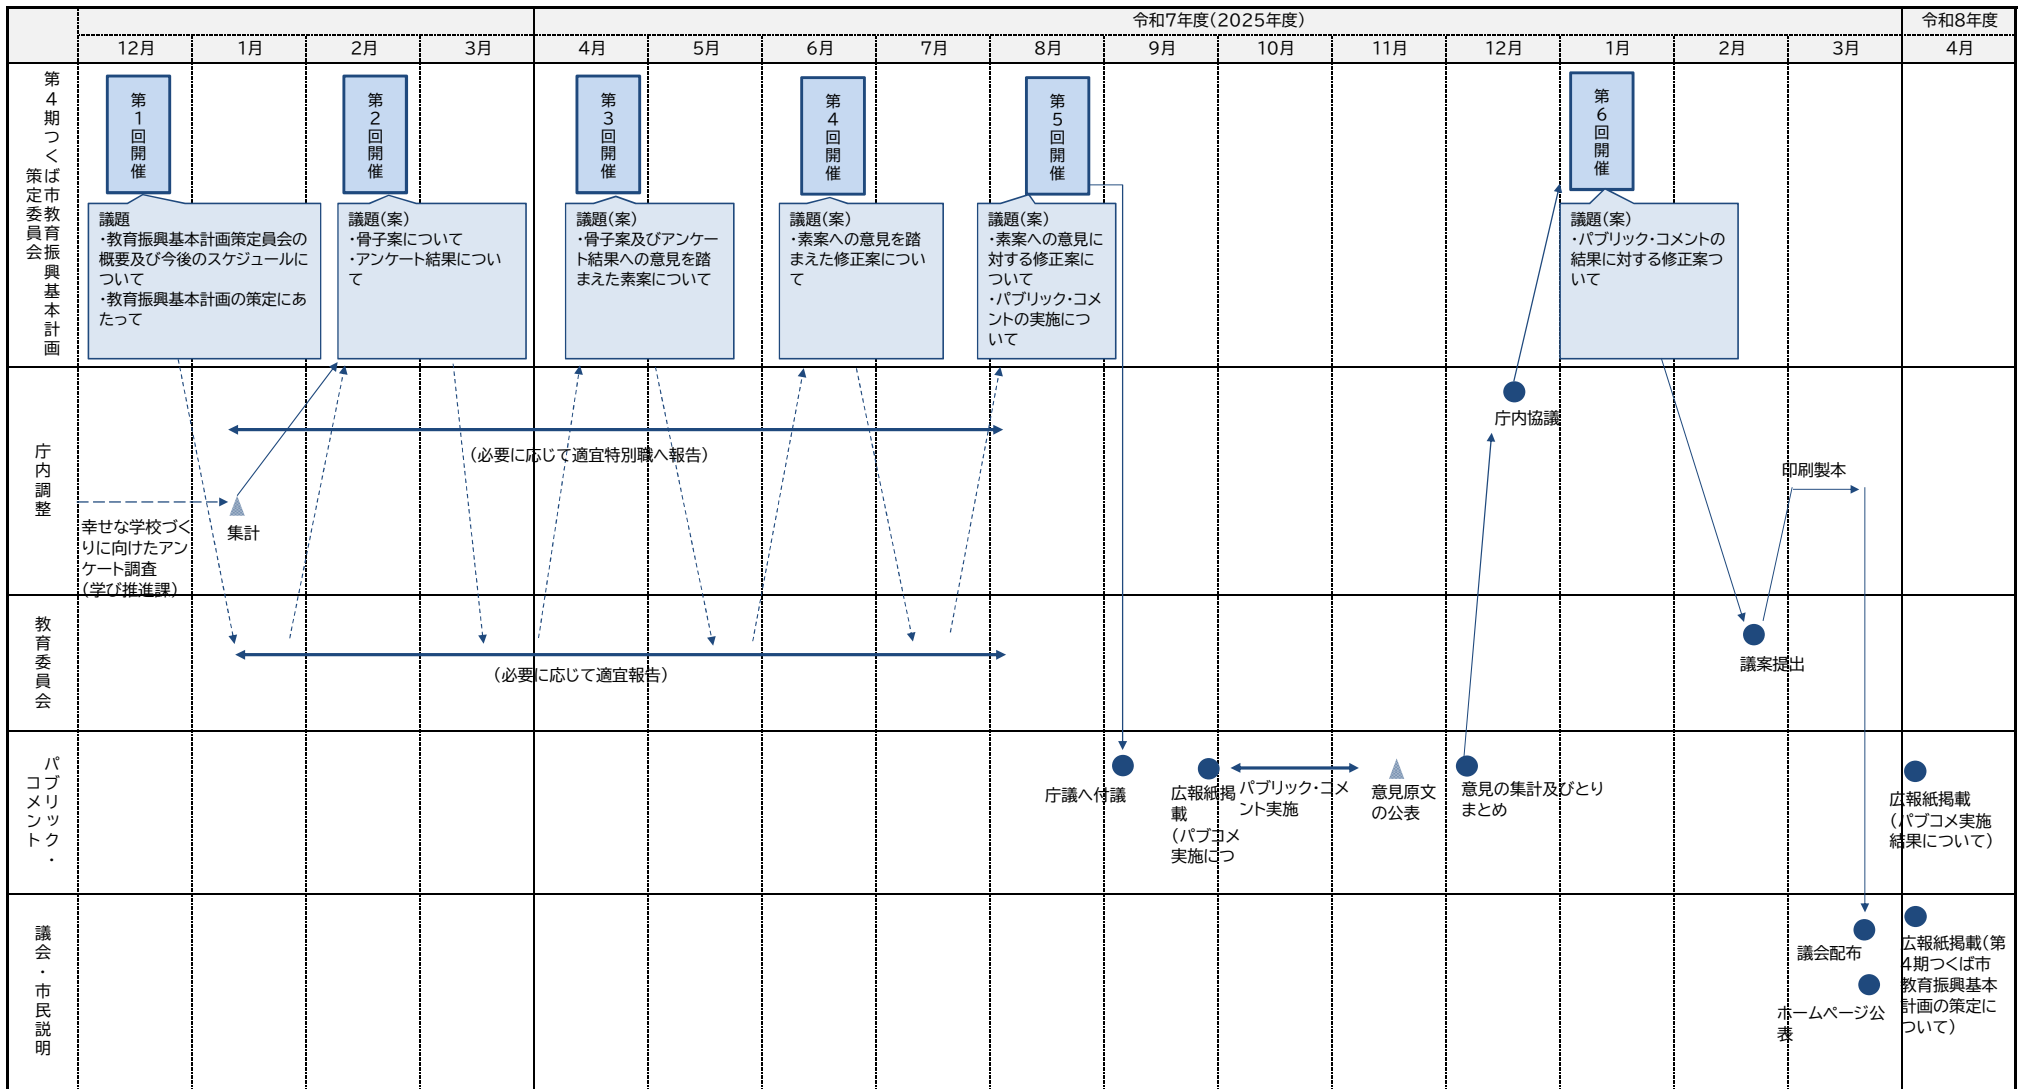 令和7年度(2025年度)
令和8年度
12月
1月
2月
3月
4月
5月
6月
7月
8月
9月
10月
11月
12月
1月
2月
3月
4月
第4期つくば市教育振興基本計画
策定委員会
第1回開催
第2回開催
第3回開催
第4回開催
第5回開催
第6回開催
議題
・教育振興基本計画策定員会の
概要及び今後のスケジュールに
ついて
・教育振興基本計画の策定にあ
たって
議題(案)
・骨子案について
・アンケート結果につい
て
議題(案)
・骨子案及びアンケー
ト結果への意見を踏
まえた素案について
議題(案)
・素案への意見を踏
まえた修正案につい
て
議題(案)
・素案への意見に
対する修正案に
ついて
・パブリック・コメ
ントの実施につ
いて
議題(案)
・パブリック・コメントの
結果に対する修正案つ
いて
庁内調整
(必要に応じて適宜特別職へ報告)
幸せな学校づく
りに向けたアン
ケート調査
(学び推進課)
集計
庁内協議
印刷製本
教育委員会
(必要に応じて適宜報告)
議案提出
パブリック・
コメント
庁議へ付議
広報紙掲
載
(パブコメ
実施につ
パブリック・コメ
ント実施
意見原文
の公表
意見の集計及びとり
まとめ
広報紙掲載
(パブコメ実施
結果について)
議会・市民説明
議会配布
ホームページ公
表
広報紙掲載(第
4期つくば市
教育振興基本
計画の策定に
ついて)